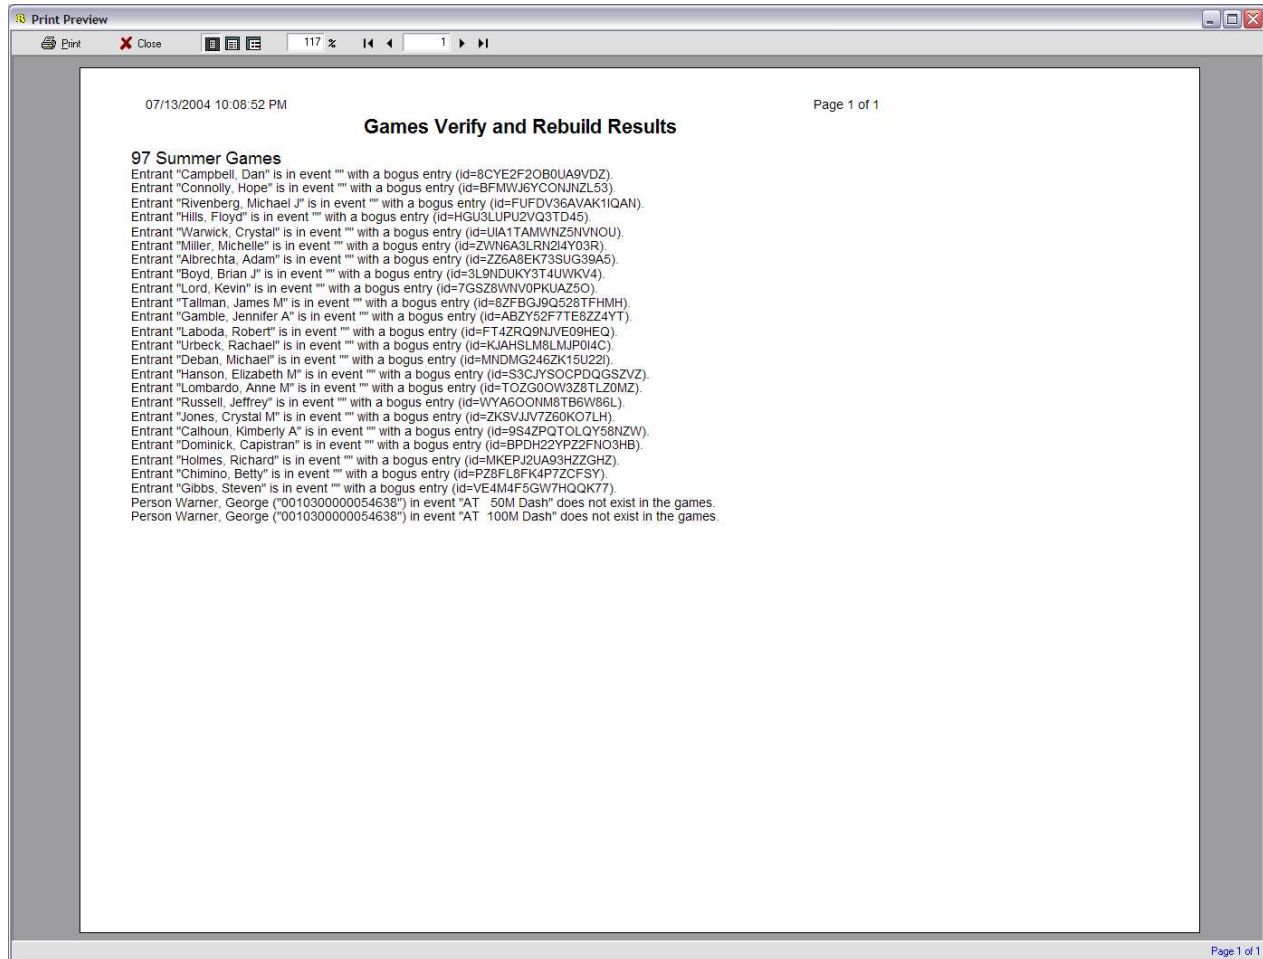 Print Preview
Print Close 117 % 1
07/13/2004 10:08:52 PM Page 1 of 1
Games Verify and Rebuild Results
97 Summer Games
Entrant "Campbell, Dan" is in event "" with a bogus entry (id=8CYE2F2OB0UA9VDZ).
Entrant "Connolly, Hope" is in event "" with a bogus entry (id=BFMWJ6YCONJNZL53).
Entrant "Rivenberg, Michael J" is in event "" with a bogus entry (id=FUFDV36AVAK1IQAN).
Entrant "Hills, Floyd" is in event "" with a bogus entry (id=HGU3LUPU2VQ3TD45).
Entrant "Warwick, Crystal" is in event "" with a bogus entry (id=UIA1TAMWNZ5NVNOU).
Entrant "Miller, Michelle" is in event "" with a bogus entry (id=ZWN6A3LRN2I4Y03R).
Entrant "Albrechta, Adam" is in event "" with a bogus entry (id=ZZ6A8EK73SUG39A5).
Entrant "Boyd, Brian J" is in event "" with a bogus entry (id=3L9NDUKY3T4UWKV4).
Entrant "Lord, Kevin" is in event "" with a bogus entry (id=7GSZ8WNV0PKUAZ5O).
Entrant "Tallman, James M" is in event "" with a bogus entry (id=8ZFBGJ9Q528TFHMH).
Entrant "Gamble, Jennifer A" is in event "" with a bogus entry (id=ABZY52F7TE8ZZ4YT).
Entrant "Laboda, Robert" is in event "" with a bogus entry (id=FT4ZRQ9NJVE09HEQ).
Entrant "Urbeck, Rachael" is in event "" with a bogus entry (id=KJAHSLM8LMJP0I4C).
Entrant "Deban, Michael" is in event "" with a bogus entry (id=MNDMG246ZK15U22I).
Entrant "Hanson, Elizabeth M" is in event "" with a bogus entry (id=S3CJYSOCPDQGSZVZ).
Entrant "Lombardo, Anne M" is in event "" with a bogus entry (id=TOZG0OW3Z8TLZ0MZ).
Entrant "Russell, Jeffrey" is in event "" with a bogus entry (id=WYA6OONM8TB6W86L).
Entrant "Jones, Crystal M" is in event "" with a bogus entry (id=ZKSVJJV7Z60KO7LH).
Entrant "Calhoun, Kimberly A" is in event "" with a bogus entry (id=9S4ZPQTOLQY58NZW).
Entrant "Dominick, Capistran" is in event "" with a bogus entry (id=BPDH22YPZ2FNO3HB).
Entrant "Holmes, Richard" is in event "" with a bogus entry (id=MKEPJ2UA93HZZGHZ).
Entrant "Chimino, Betty" is in event "" with a bogus entry (id=PZ8FL8FK4P7ZCFSY).
Entrant "Gibbs, Steven" is in event "" with a bogus entry (id=VE4M4F5GW7HQQK77).
Person Warner, George ("0010300000054638") in event "AT 50M Dash" does not exist in the games.
Person Warner, George ("0010300000054638") in event "AT 100M Dash" does not exist in the games.
Page 1 of 1